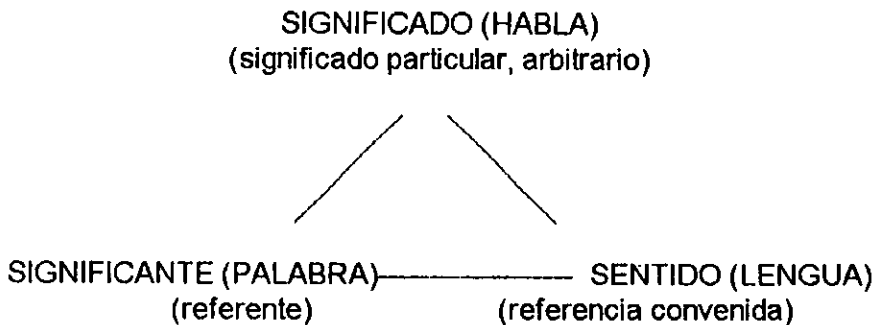 SIGNIFICADO (HABLA)
(significado particular, arbitrario)
SIGNIFICANTE (PALABRA) SENTIDO (LENGUA)
(referente) (referencia convenida)